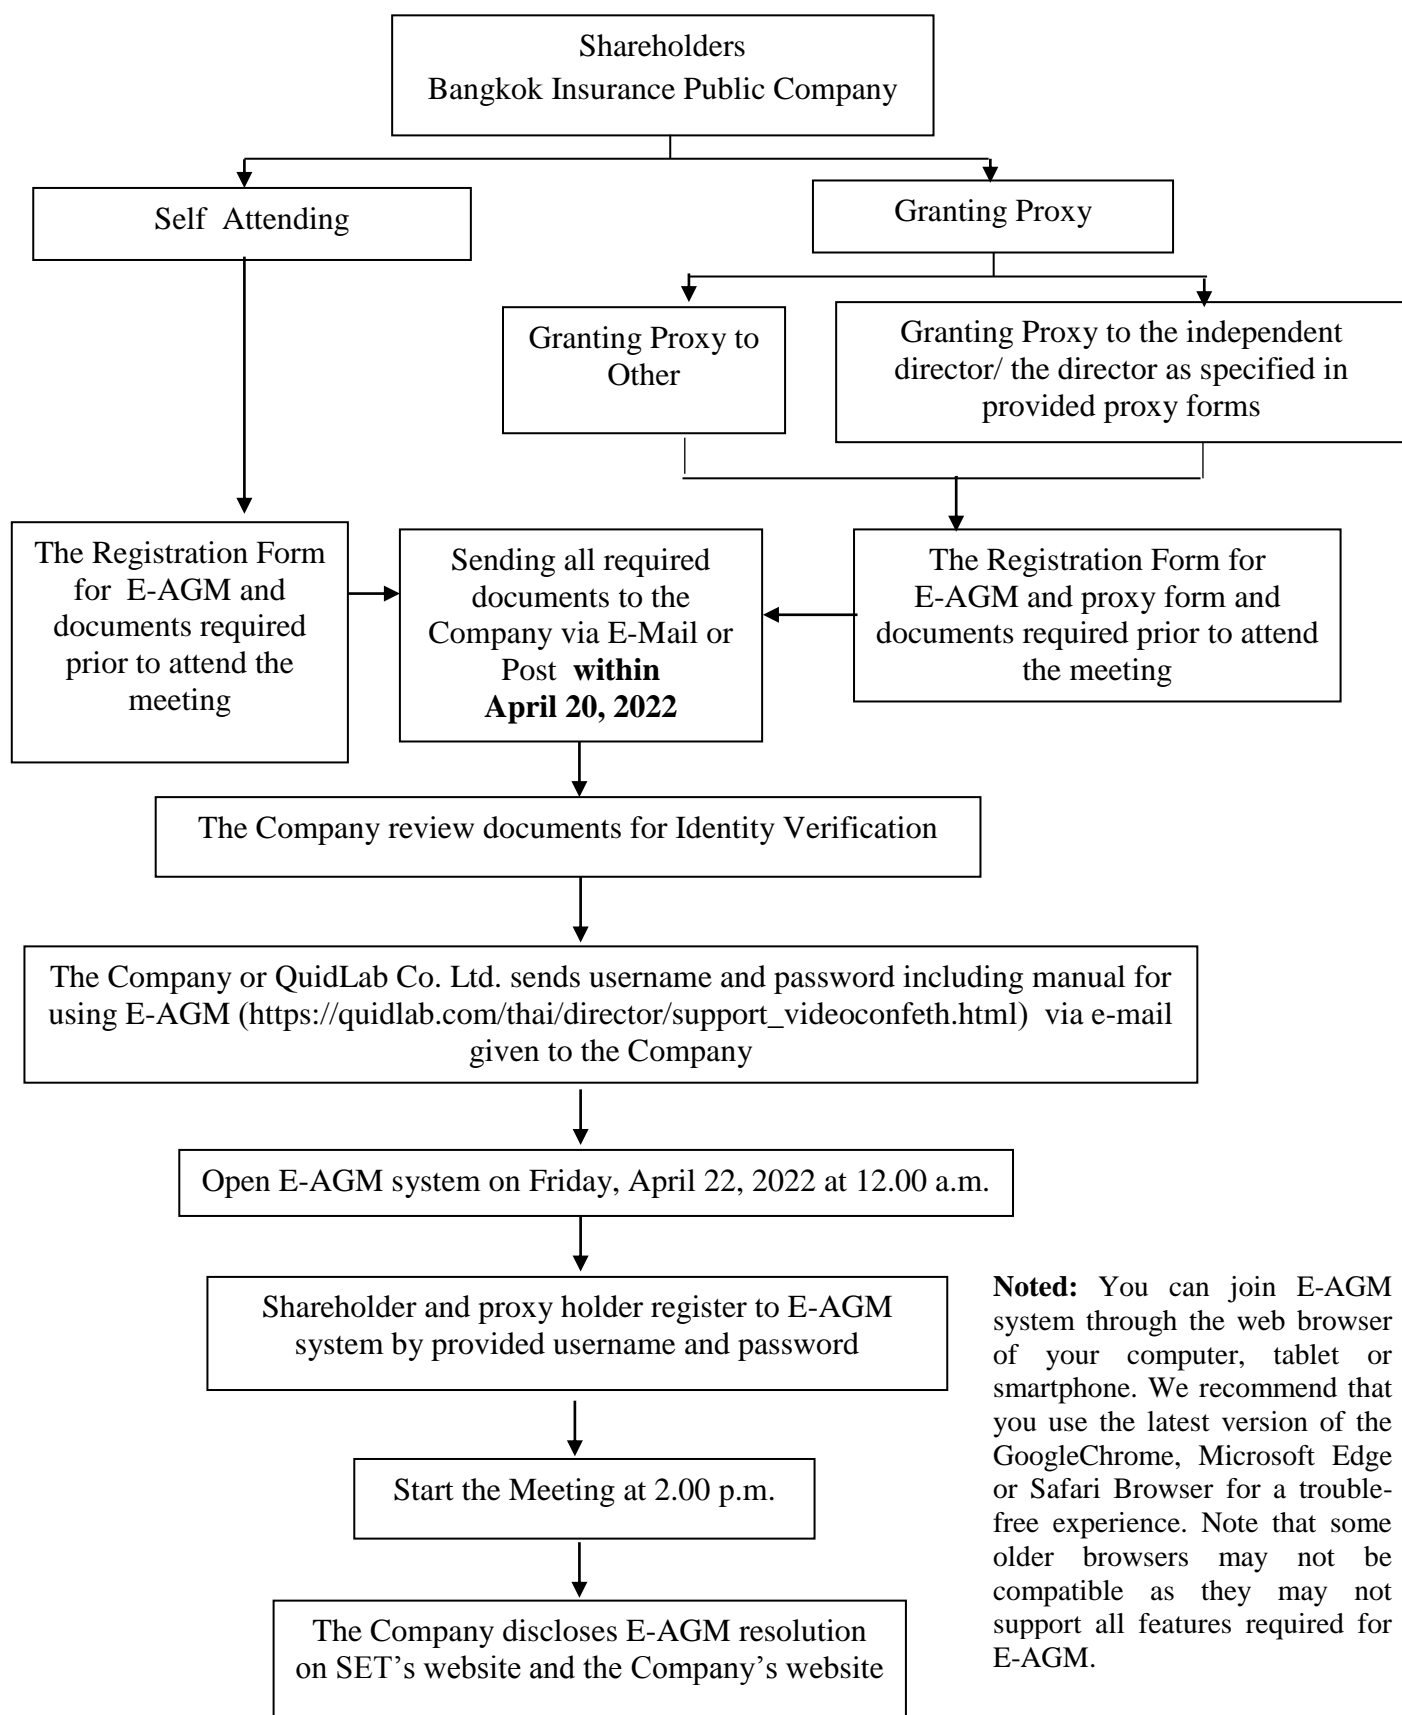 Shareholders
Bangkok Insurance Public Company
Self Attending
Granting Proxy
Granting Proxy to
Other
Granting Proxy to the independent
director/ the director as specified in
provided proxy forms
The Registration Form
for E-AGM and
documents required
prior to attend the
meeting
Sending all required
documents to the
Company via E-Mail or
Post within
April 20, 2022
The Registration Form for
E-AGM and proxy form and
documents required prior to attend
the meeting
The Company review documents for Identity Verification
The Company or QuidLab Co. Ltd. sends username and password including manual for
using E-AGM (https://quidlab.com/thai/director/support_videoconfeth.html) via e-mail
given to the Company
Open E-AGM system on Friday, April 22, 2022 at 12.00 a.m.
Shareholder and proxy holder register to E-AGM
system by provided username and password
Start the Meeting at 2.00 p.m.
The Company discloses E-AGM resolution
on SET’s website and the Company’s website
Noted: You can join E-AGM
system through the web browser
of your computer, tablet or
smartphone. We recommend that
you use the latest version of the
GoogleChrome, Microsoft Edge
or Safari Browser for a trouble-
free experience. Note that some
older browsers may not be
compatible as they may not
support all features required for
E-AGM.